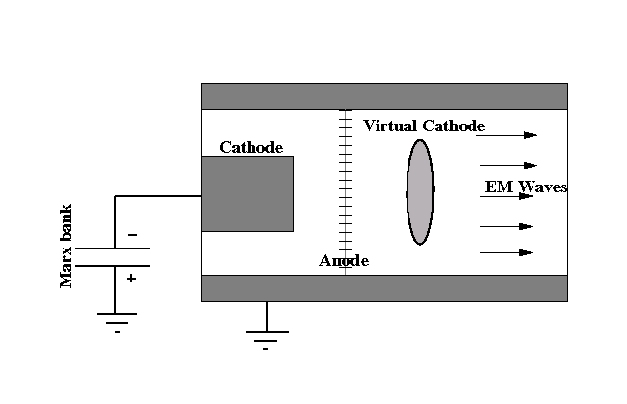 Virtual Cathode
Cathode
EM Waves
Marx bank
−
+
Anode